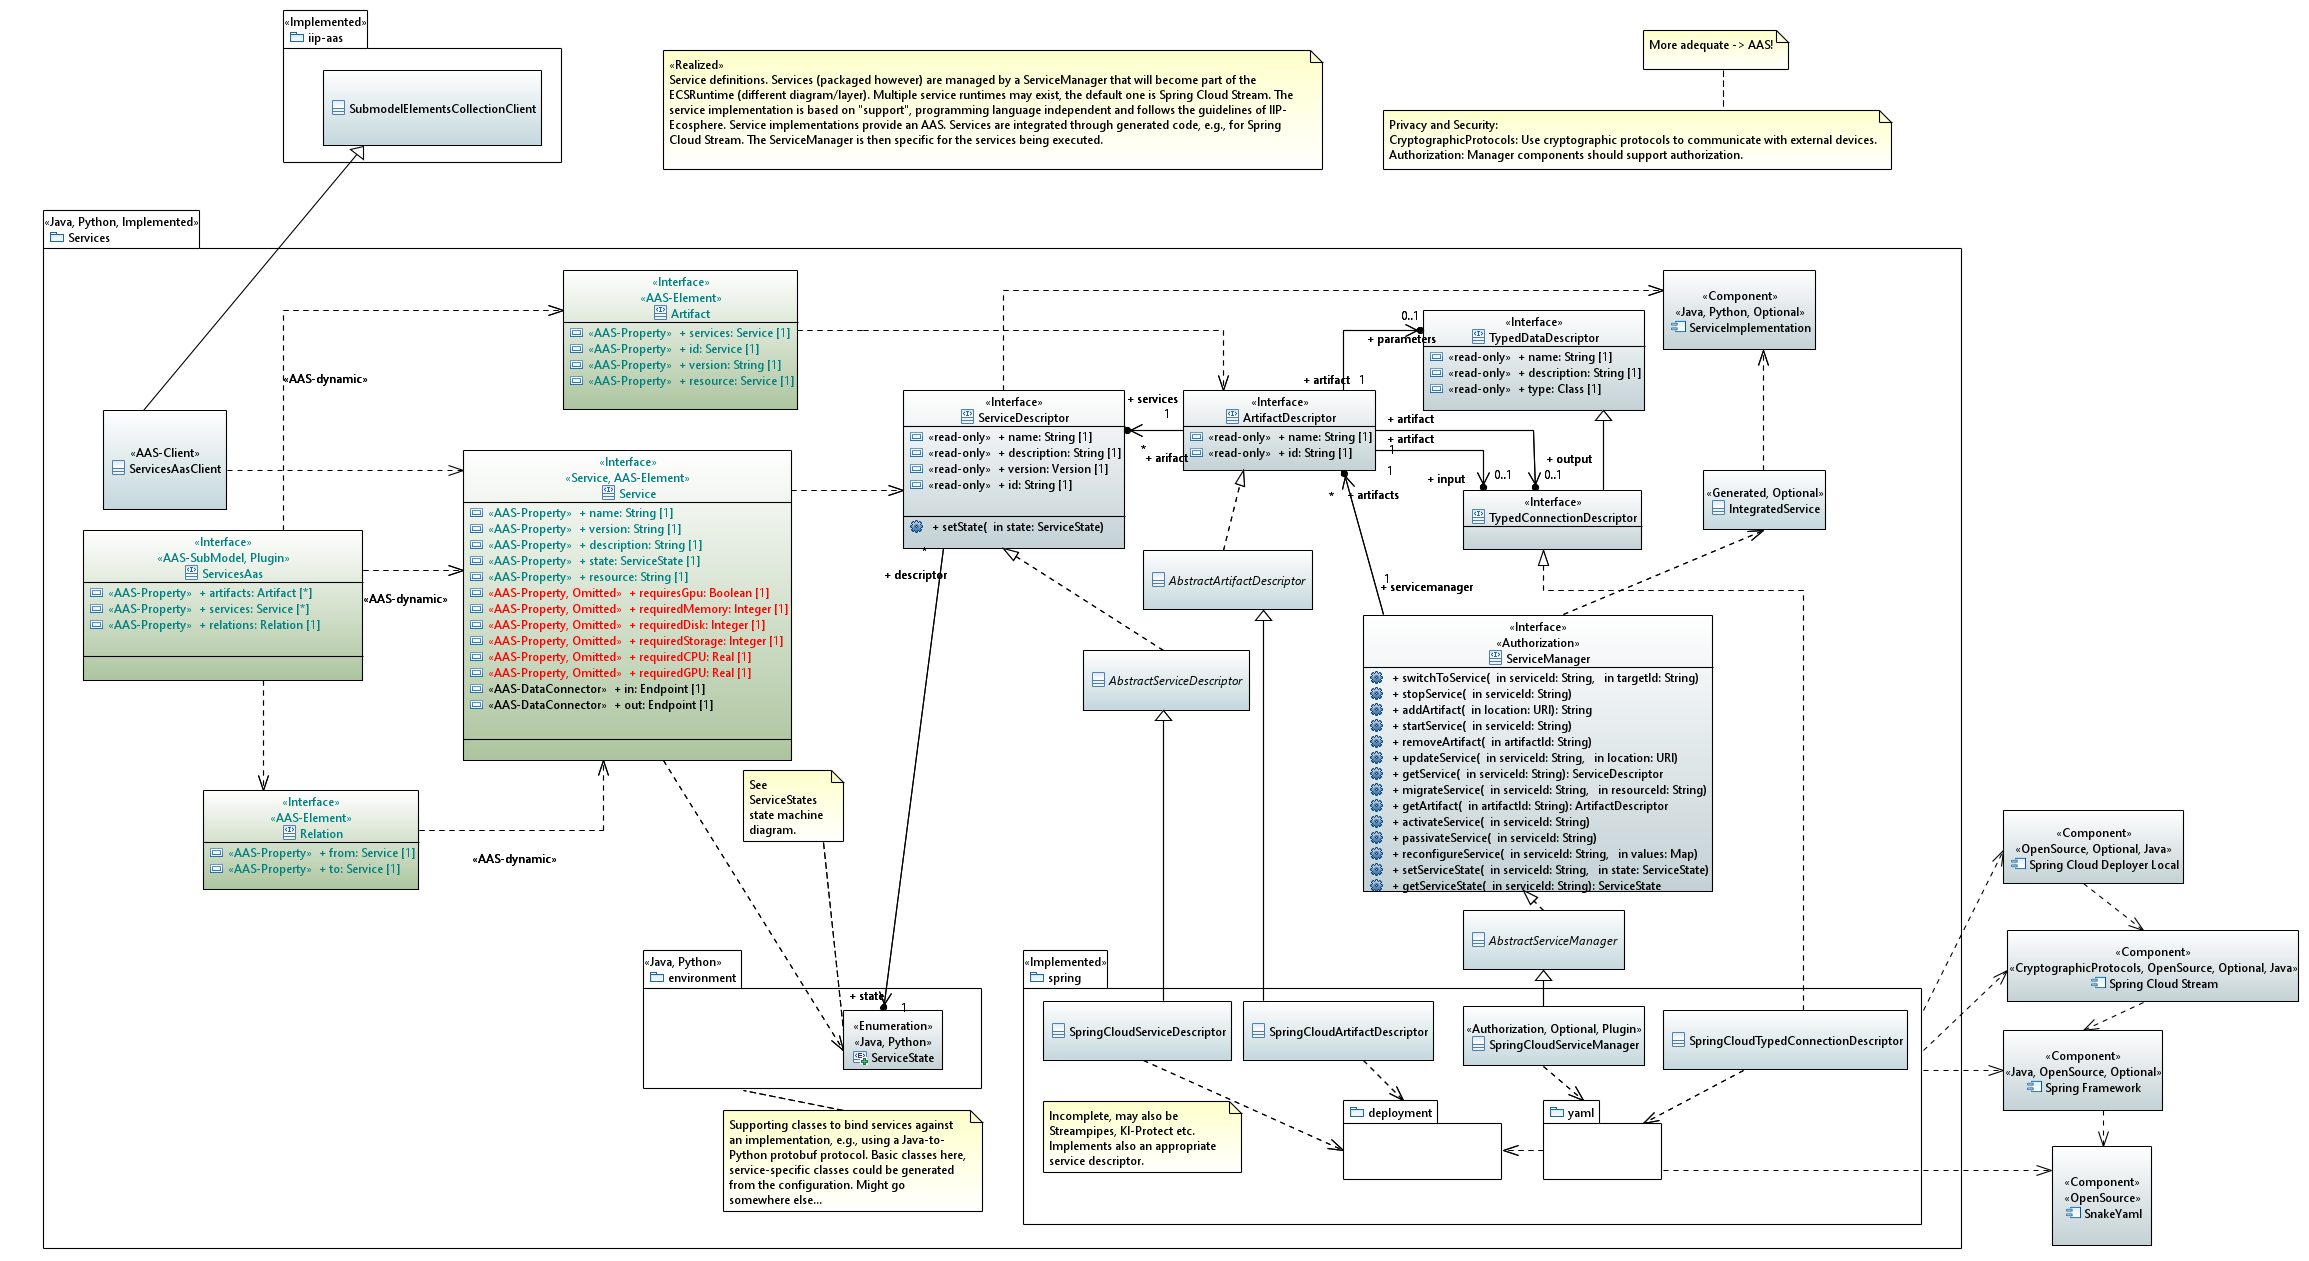 «Implemented»
iip-aas
SubmodelElementsCollectionClient
«Realized»
Service definitions. Services (packaged however) are managed by a ServiceManager that will become part of the
ECSRuntime (different diagram/layer). Multiple service runtimes may exist, the default one is Spring Cloud Stream. The
service implementation is based on "support", programming language independent and follows the guidelines of IIP-
Ecosphere. Service implementations provide an AAS. Services are integrated through generated code, e.g., for Spring
Cloud Stream. The ServiceManager is then specific for the services being executed.
More adequate -> AAS!
Privacy and Security:
CryptographicProtocols: Use cryptographic protocols to communicate with external devices.
Authorization: Manager components should support authorization.
«Java, Python, Implemented»
Services
«Interface»
«AAS-Element»
Artifact
«AAS-Property» + services: Service [1]
«AAS-Property» + id: Service [1]
«AAS-Property» + version: String [1]
«AAS-Property» + resource: Service [1]
«AAS-dynamic»
«AAS-Client»
ServicesAasClient
«Interface»
«AAS-SubModel, Plugin»
ServicesAas
«AAS-Property» + artifacts: Artifact [*]
«AAS-Property» + services: Service [*]
«AAS-Property» + relations: Relation [1]
«AAS-dynamic»
«Interface»
«Service, AAS-Element»
Service
«AAS-Property» + name: String [1]
«AAS-Property» + version: String [1]
«AAS-Property» + description: String [1]
«AAS-Property» + state: ServiceState [1]
«AAS-Property» + resource: String [1]
«AAS-Property, Omitted» + requiresGpu: Boolean [1]
«AAS-Property, Omitted» + requiredMemory: Integer [1]
«AAS-Property, Omitted» + requiredDisk: Integer [1]
«AAS-Property, Omitted» + requiredStorage: Integer [1]
«AAS-Property, Omitted» + requiredCPU: Real [1]
«AAS-Property, Omitted» + requiredGPU: Real [1]
«AAS-DataConnector» + in: Endpoint [1]
«AAS-DataConnector» + out: Endpoint [1]
«Interface»
«AAS-Element»
Relation
«AAS-Property» + from: Service [1]
«AAS-Property» + to: Service [1]
«AAS-dynamic»
See
ServiceStates
state machine
diagram.
«Interface»
ServiceDescriptor
«read-only» + name: String [1]
«read-only» + description: String [1]
«read-only» + version: Version [1]
«read-only» + id: String [1]
+ setState( in state: ServiceState)
*
+ descriptor
+ services
1
*
+ arifact
«Interface»
ArtifactDescriptor
«read-only» + name: String [1]
«read-only» + id: String [1]
+ artifact 1
0..1
+ parameters
«Interface»
TypedDataDescriptor
«read-only» + name: String [1]
«read-only» + description: String [1]
«read-only» + type: Class [1]
+ artifact
+ artifact
1
1
+ output
0..1
+ input
0..1
* + artifacts
«Interface»
TypedConnectionDescriptor
«Component»
«Java, Python, Optional»
ServiceImplementation
«Generated, Optional»
IntegratedService
AbstractArtifactDescriptor
AbstractServiceDescriptor
1
+ servicemanager
«Interface»
«Authorization»
ServiceManager
+ switchToService( in serviceId: String, in targetId: String)
+ stopService( in serviceId: String)
+ addArtifact( in location: URI): String
+ startService( in serviceId: String)
+ removeArtifact( in artifactId: String)
+ updateService( in serviceId: String, in location: URI)
+ getService( in serviceId: String): ServiceDescriptor
+ migrateService( in serviceId: String, in resourceId: String)
+ getArtifact( in artifactId: String): ArtifactDescriptor
+ activateService( in serviceId: String)
+ passivateService( in serviceId: String)
+ reconfigureService( in serviceId: String, in values: Map)
+ setServiceState( in serviceId: String, in state: ServiceState)
+ getServiceState( in serviceId: String): ServiceState
AbstractServiceManager
«Java, Python»
environment
+ state
1
«Enumeration»
«Java, Python»
ServiceState
Supporting classes to bind services against
an implementation, e.g., using a Java-to-
Python protobuf protocol. Basic classes here,
service-specific classes could be generated
from the configuration. Might go
somewhere else...
«Implemented»
spring
SpringCloudServiceDescriptor
SpringCloudArtifactDescriptor
«Authorization, Optional, Plugin»
SpringCloudServiceManager
SpringCloudTypedConnectionDescriptor
Incomplete, may also be
Streampipes, KI-Protect etc.
Implements also an appropriate
service descriptor.
deployment
yaml
«Component»
«OpenSource, Optional, Java»
Spring Cloud Deployer Local
«Component»
«CryptographicProtocols, OpenSource, Optional, Java»
Spring Cloud Stream
«Component»
«Java, OpenSource, Optional»
Spring Framework
«Component»
«OpenSource»
SnakeYaml